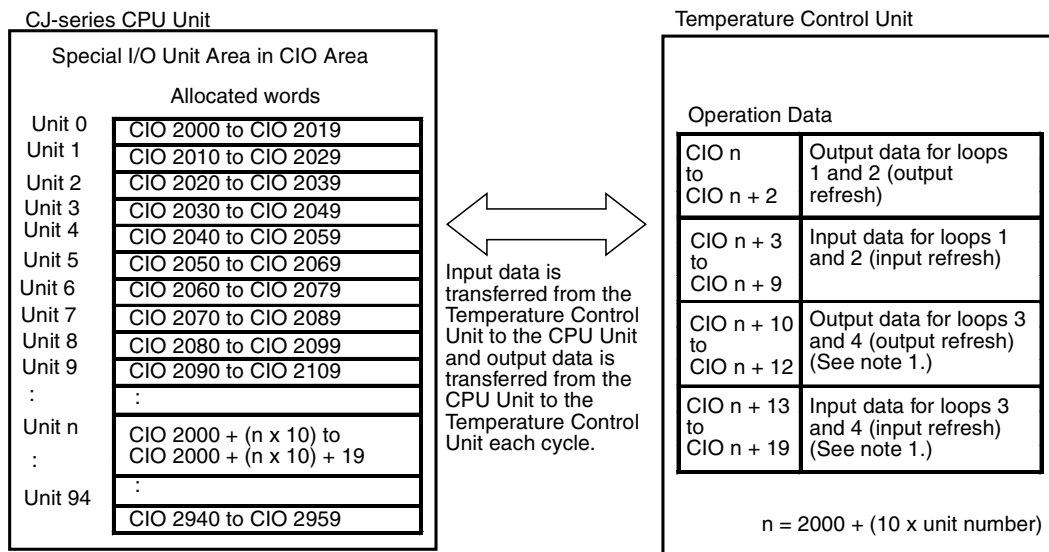 CJ-series CPU Unit
Special I/O Unit Area in CIO Area
Allocated words
Unit 0 CIO 2000 to CIO 2019
Unit 1 CIO 2010 to CIO 2029
Unit 2 CIO 2020 to CIO 2039
Unit 3 CIO 2030 to CIO 2049
Unit 4 CIO 2040 to CIO 2059
Unit 5 CIO 2050 to CIO 2069
Unit 6 CIO 2060 to CIO 2079
Unit 7 CIO 2070 to CIO 2089
Unit 8 CIO 2080 to CIO 2099
Unit 9 CIO 2090 to CIO 2109
: :
Unit n CIO 2000 + (n x 10) to
CIO 2000 + (n x 10) + 19
: :
Unit 94 CIO 2940 to CIO 2959
Input data is
transferred from the
Temperature Control
Unit to the CPU Unit
and output data is
transferred from the
CPU Unit to the
Temperature Control
Unit each cycle.
Temperature Control Unit
Operation Data
CIO n
to
CIO n + 2
Output data for loops
1 and 2 (output
refresh)
CIO n + 3
to
CIO n + 9
Input data for loops 1
and 2 (input refresh)
CIO n + 10
to
CIO n + 12
Output data for loops 3
and 4 (output refresh)
(See note 1.)
CIO n + 13
to
CIO n + 19
Input data for loops 3
and 4 (input refresh)
(See note 1.)
n = 2000 + (10 x unit number)